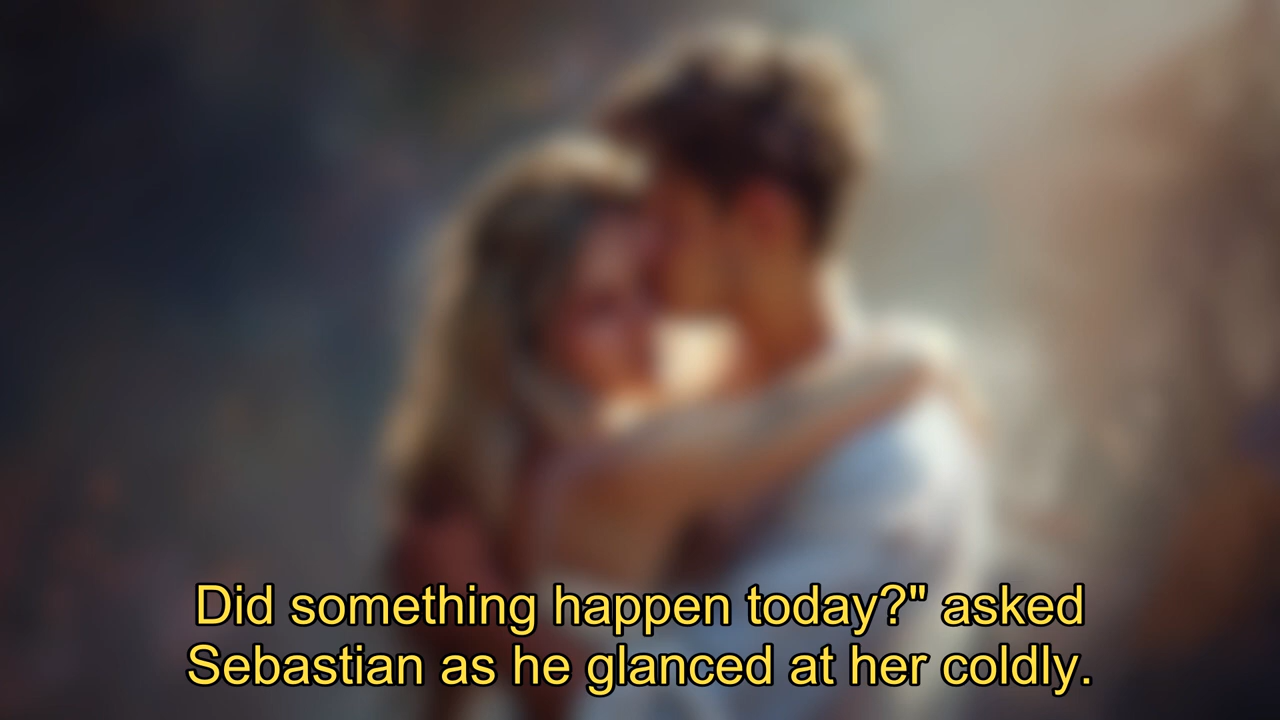 Did something happen today?" asked
Sebastian as he glanced at her coldly.